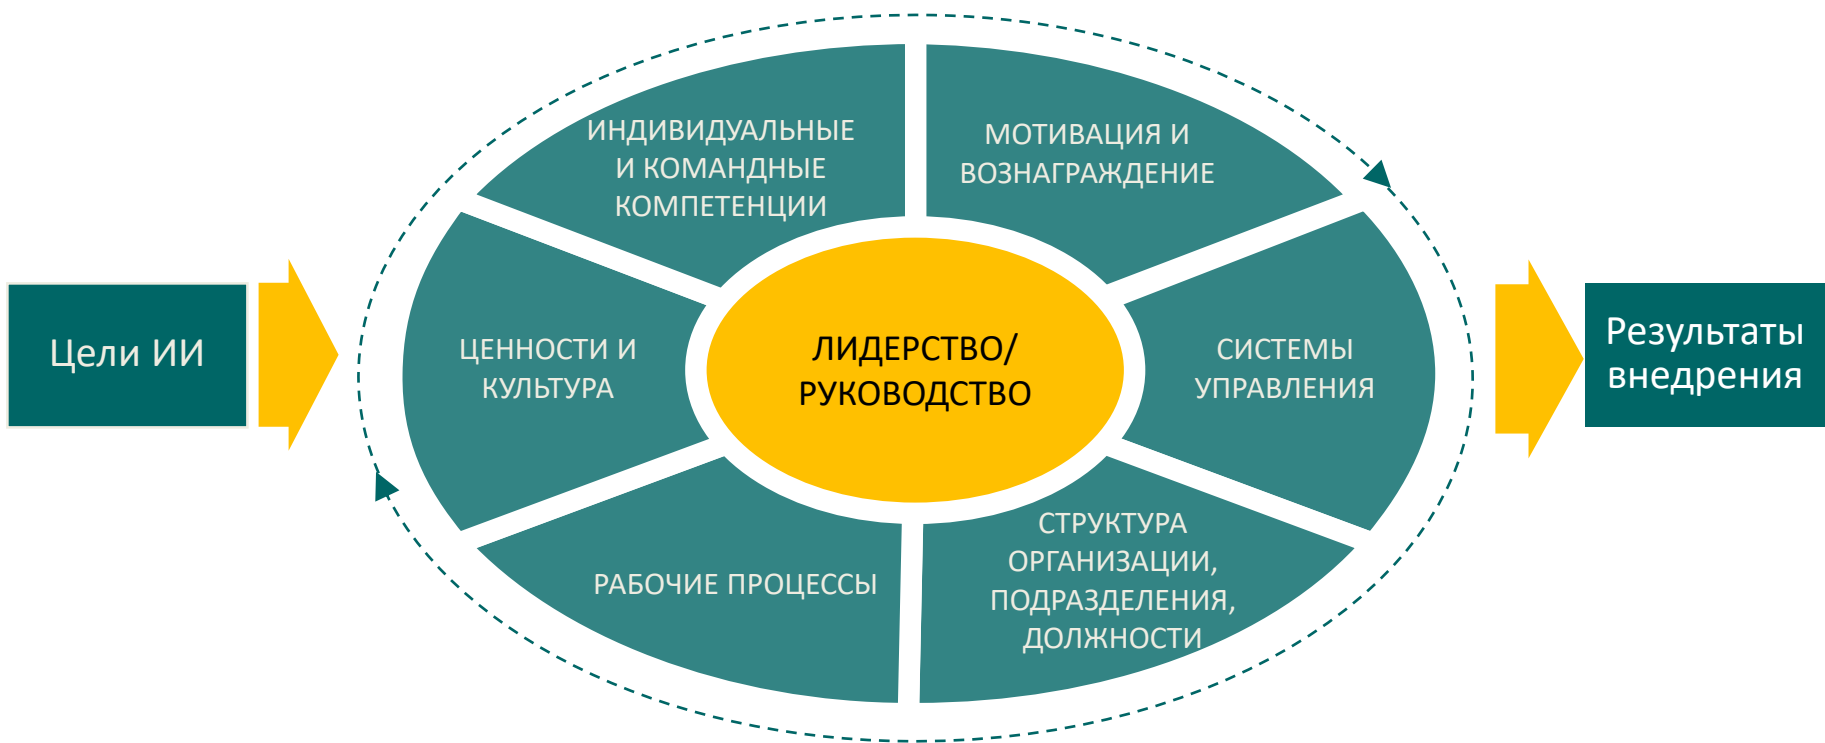 ИНДИВИДУАЛЬНЫЕ
И КОМАНДНЫЕ
КОМПЕТЕНЦИИ
МОТИВАЦИЯ И
ВОЗНАГРАЖДЕНИЕ
Цели ИИ
ЦЕННОСТИ И
КУЛЬТУРА
ЛИДЕРСТВО/
РУКОВОДСТВО
СИСТЕМЫ
УПРАВЛЕНИЯ
Результаты
внедрения
РАБОЧИЕ ПРОЦЕССЫ
СТРУКТУРА
ОРГАНИЗАЦИИ,
ПОДРАЗДЕЛЕНИЯ,
ДОЛЖНОСТИ